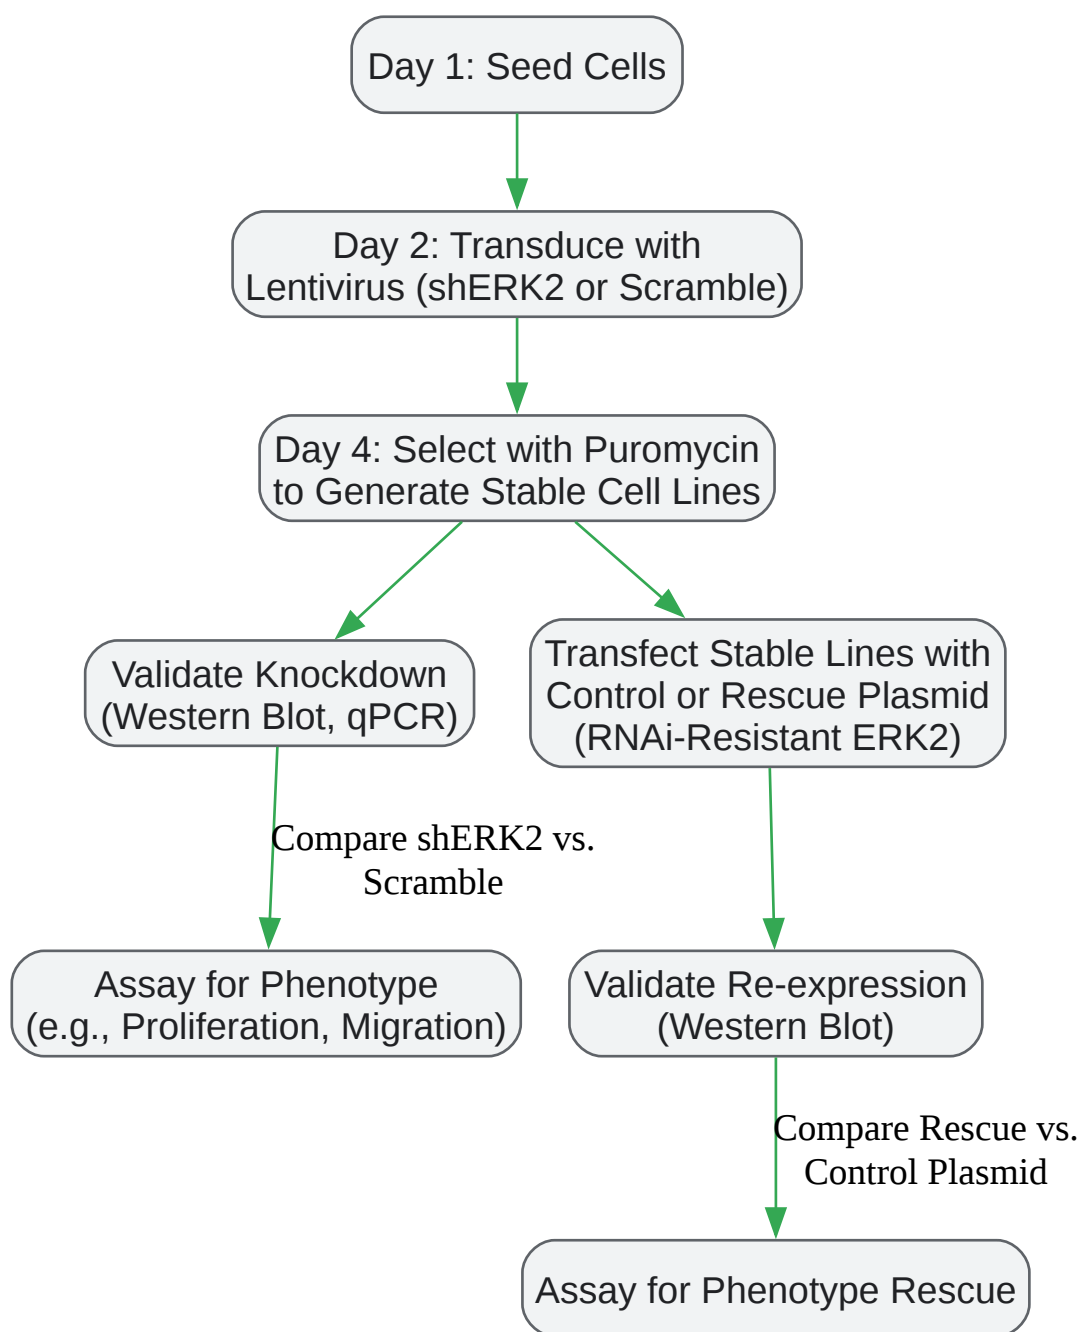 Day 1: Seed Cells
Day 2: Transduce with
Lentivirus (shERK2 or Scramble)
Day 4: Select with Puromycin
to Generate Stable Cell Lines
Validate Knockdown
(Western Blot, qPCR)
Transfect Stable Lines with
Control or Rescue Plasmid
(RNAi-Resistant ERK2)
Compare shERK2 vs.
Scramble
Assay for Phenotype
(e.g., Proliferation, Migration)
Validate Re-expression
(Western Blot)
Compare Rescue vs.
Control Plasmid
Assay for Phenotype Rescue